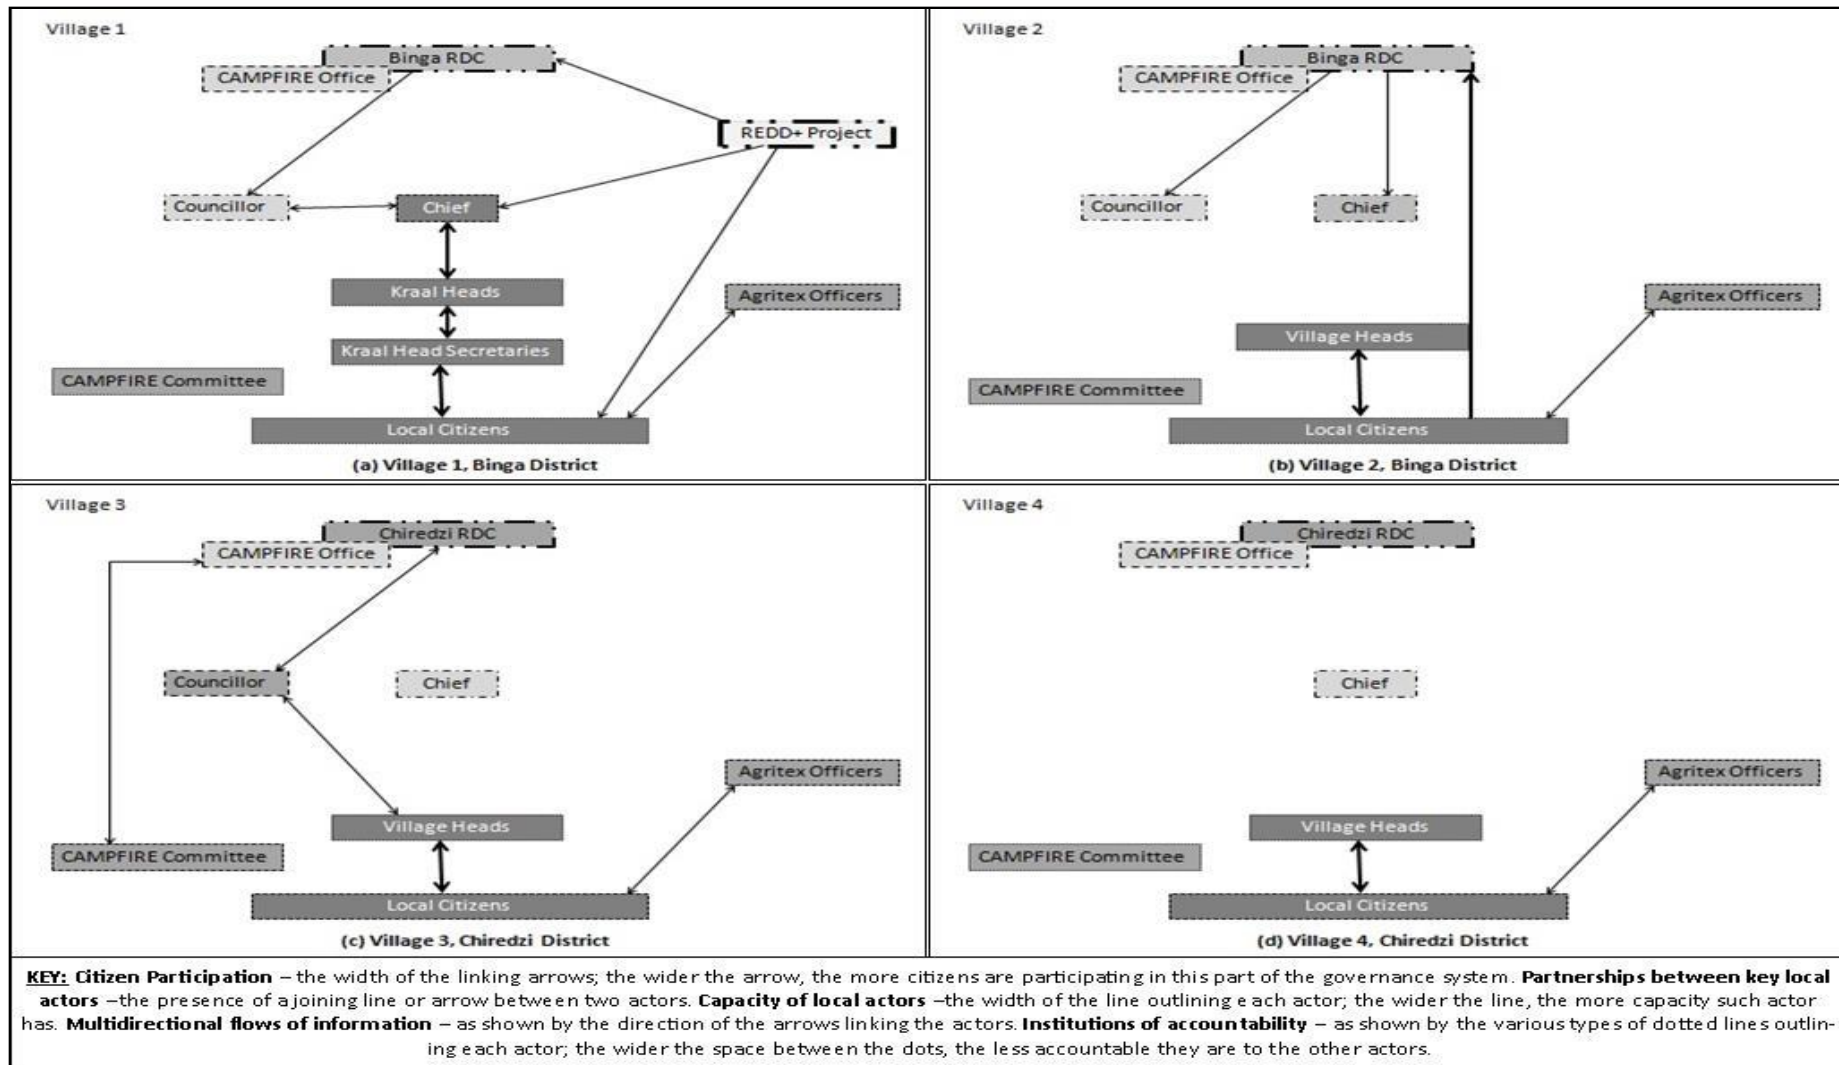 Village 1
Binga RDC
CAMPFIRE Office
REDD+ Project
Councillor
Chief
Kraal Heads
Agritex Officers
Kraal Head Secretaries
CAMPFIRE Committee
Local Citizens
(a) Village 1, Binga District
Village 2
Binga RDC
CAMPFIRE Office
Councillor
Chief
Agritex Officers
Village Heads
CAMPFIRE Committee
Local Citizens
(b) Village 2, Binga District
Village 3
Chiredzi RDC
CAMPFIRE Office
Councillor
Chief
Agritex Officers
Village Heads
CAMPFIRE Committee
Local Citizens
(c) Village 3, Chiredzi District
Village 4
Chiredzi RDC
CAMPFIRE Office
Chief
Agritex Officers
Village Heads
CAMPFIRE Committee
Local Citizens
(d) Village 4, Chiredzi District
KEY: Citizen Participation – the width of the linking arrows; the wider the arrow, the more citizens are participating in this part of the governance system. Partnerships between key local
actors –the presence of a joining line or arrow between two actors. Capacity of local actors –the width of the line outlining each actor; the wider the line, the more capacity such actor
has. Multidirectional flows of information – as shown by the direction of the arrows linking the actors. Institutions of accountability – as shown by the various types of dotted lines outlin-
ing each actor; the wider the space between the dots, the less accountable they are to the other actors.